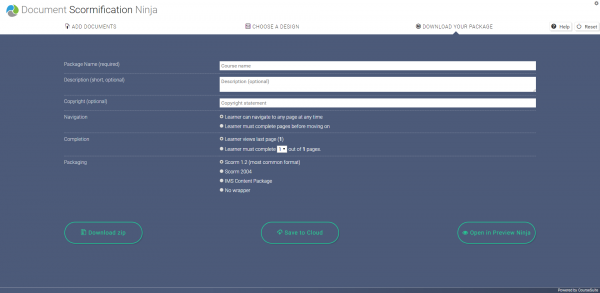 Document Scormification Ninja
ADD DOCUMENTS
CHOOSE A DESIGN
DOWNLOAD YOUR PACKAGE
Help
Reset
Package Name (required)
Course name
Description (short, optional)
Description (optional)
Copyright (optional)
Copyright statement
Navigation
Learner can navigate to any page at any time
Learner must complete pages before moving on
Completion
Learner views last page (1)
Learner must complete 1 out of 1 pages
Packaging
Scorm 1.2 (most common format)
Scorm 2004
IMS Content Package
No wrapper
Download zip
Save to Cloud
Open in Preview Ninja
Powered by CourseSuite